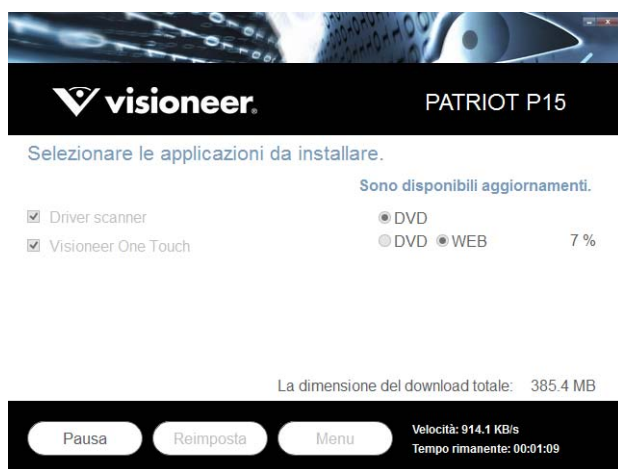 visioneer.
PATRIOT P15
Selezionare le applicazioni da installare.
Sono disponibili aggiornamenti.
Driver scanner
DVD
Visioneer One Touch
DVD WEB 7 %
La dimensione del download totale: 385.4 MB
Pausa
Reimposta
Menu
Velocità: 914.1 KB/s
Tempo rimanente: 00:01:09